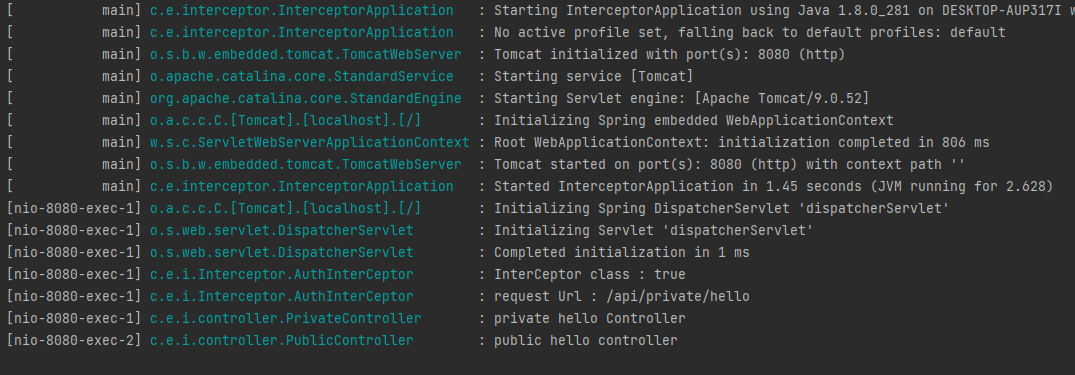 [           main] c.e.interceptor.InterceptorApplication   : Starting InterceptorApplication using Java 1.8.0_281 on DESKTOP-AUP317I w
[           main] c.e.interceptor.InterceptorApplication   : No active profile set, falling back to default profiles: default
[           main] o.s.b.w.embedded.tomcat.TomcatWebServer  : Tomcat initialized with port(s): 8080 (http)
[           main] o.apache.catalina.core.StandardService   : Starting service [Tomcat]
[           main] org.apache.catalina.core.StandardEngine  : Starting Servlet engine: [Apache Tomcat/9.0.52]
[           main] o.a.c.c.C.[Tomcat].[localhost].[/]       : Initializing Spring embedded WebApplicationContext
[           main] w.s.c.ServletWebServerApplicationContext : Root WebApplicationContext: initialization completed in 806 ms
[           main] o.s.b.w.embedded.tomcat.TomcatWebServer  : Tomcat started on port(s): 8080 (http) with context path ''
[           main] c.e.interceptor.InterceptorApplication   : Started InterceptorApplication in 1.45 seconds (JVM running for 2.628)
[nio-8080-exec-1] o.a.c.c.C.[Tomcat].[localhost].[/]       : Initializing Spring DispatcherServlet 'dispatcherServlet'
[nio-8080-exec-1] o.s.web.servlet.DispatcherServlet        : Initializing Servlet 'dispatcherServlet'
[nio-8080-exec-1] o.s.web.servlet.DispatcherServlet        : Completed initialization in 1 ms
[nio-8080-exec-1] c.e.i.Interceptor.AuthInterCeptor        : InterCeptor class : true
[nio-8080-exec-1] c.e.i.Interceptor.AuthInterCeptor        : request Url : /api/private/hello
[nio-8080-exec-1] c.e.i.controller.PrivateController       : private hello Controller
[nio-8080-exec-2] c.e.i.controller.PublicController        : public hello controller